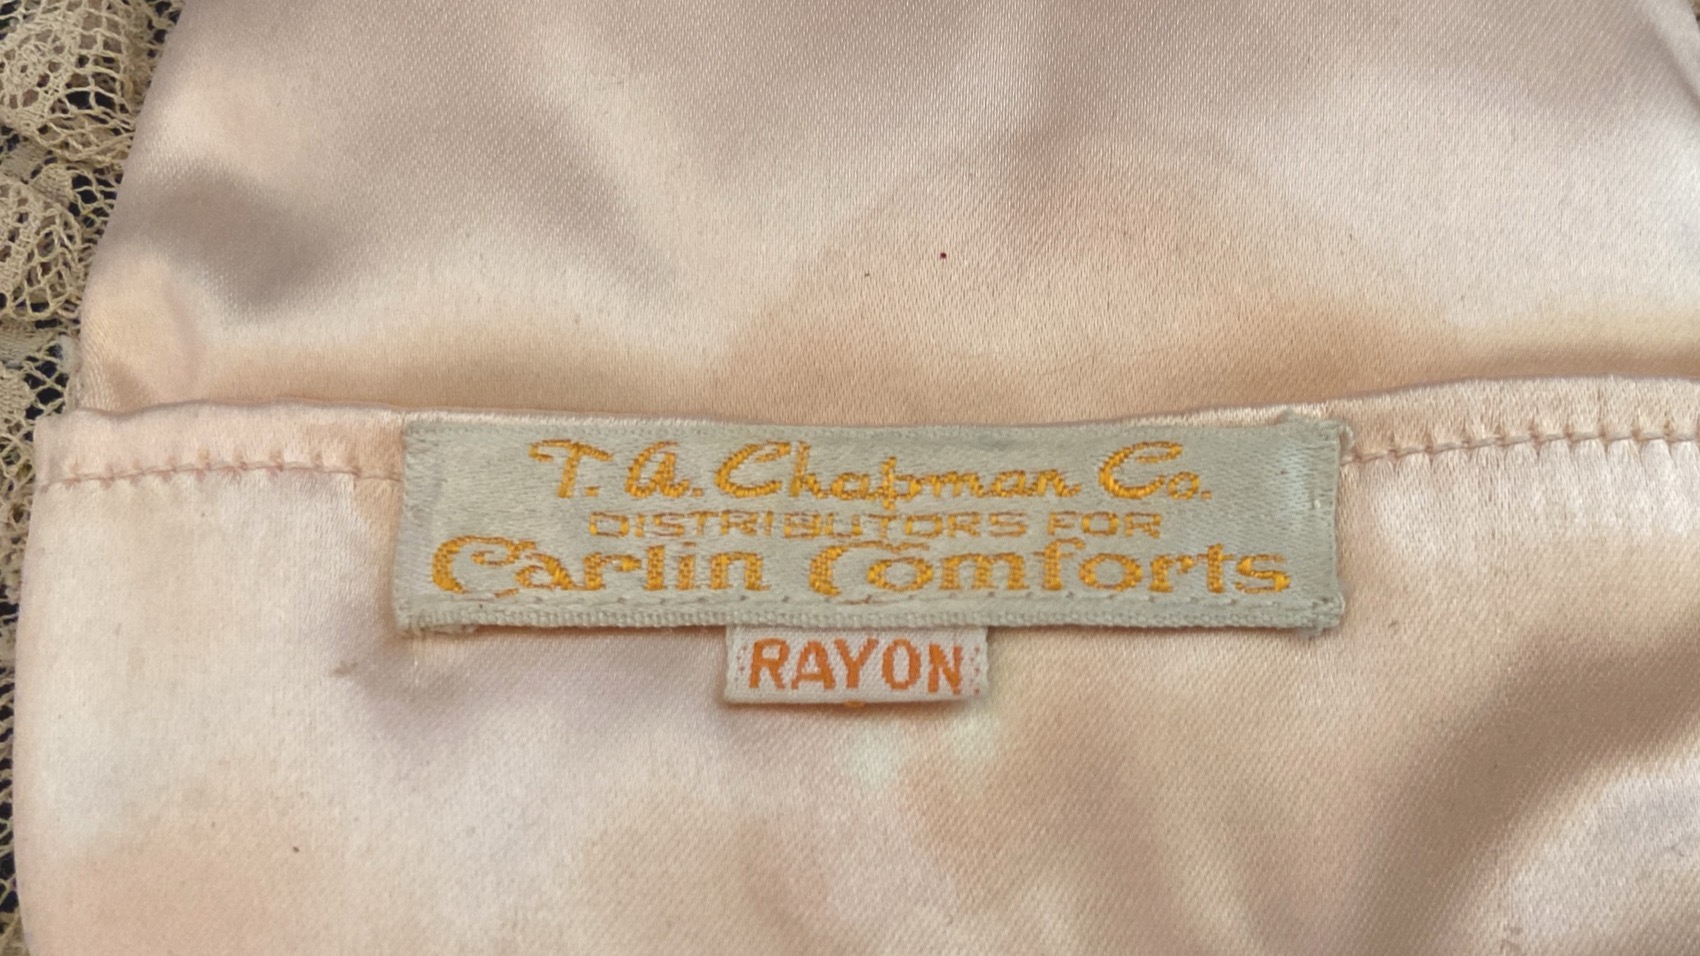 T. A. Chapman Co.
DISTRIBUTORS FOR
Carlin Comforts
RAYON